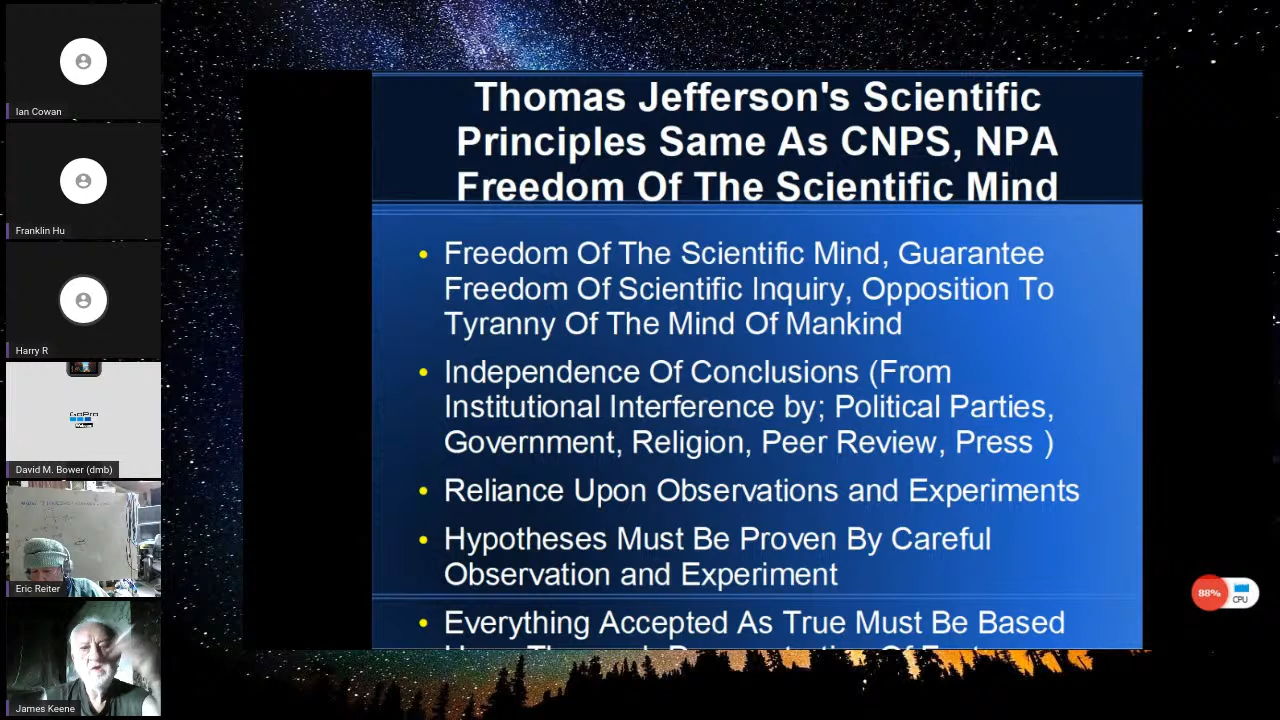 Ian Cowan
Franklin Hu
Harry R
GoPro
David M. Bower (dmb)
Eric Reiter
James Keene
Thomas Jefferson's Scientific
Principles Same As CNPS, NPA
Freedom Of The Scientific Mind
• Freedom Of The Scientific Mind, Guarantee
Freedom Of Scientific Inquiry, Opposition To
Tyranny Of The Mind Of Mankind
• Independence Of Conclusions (From
Institutional Interference by; Political Parties,
Government, Religion, Peer Review, Press )
• Reliance Upon Observations and Experiments
• Hypotheses Must Be Proven By Careful
Observation and Experiment
• Everything Accepted As True Must Be Based
88%
CPU